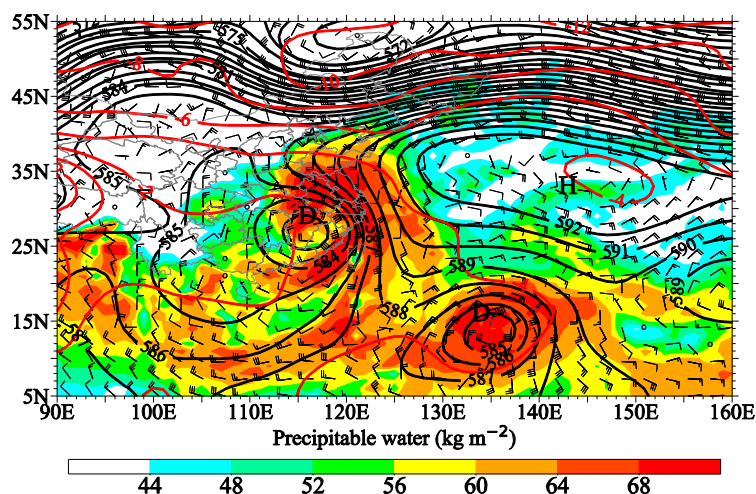 55N
575
572
-12
-8
-10
584
45N
-6
35N
585
H
-4
D
592
25N
585
591
590
584
589
589
588
15N
D
586
585
586
587
5N
90E 100E 110E 120E 130E 140E 150E 160E
Precipitable water (kg m⁻²)
44 48 52 56 60 64 68